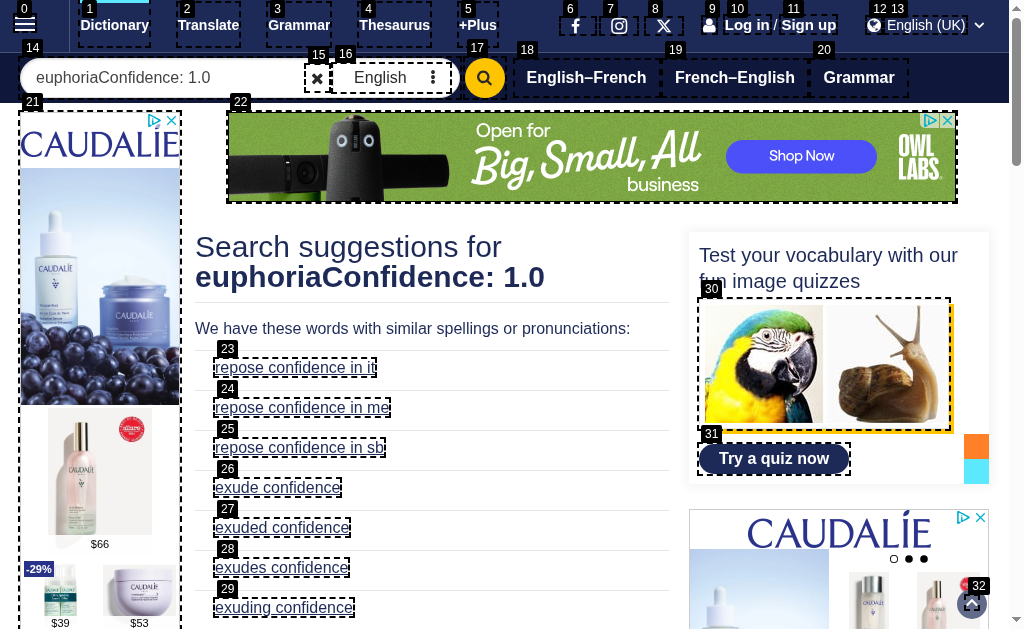 0 1 2 3 4 5 6 7 8 9 10 11 12 13
Dictionary Translate Grammar Thesaurus +Plus Log in / Sign up English (UK)
14 15 16 17 18 19 20
euphoriaConfidence: 1.0 English English–French French–English Grammar
21 22
CAUDALÍE
Open for
Big, Small, All
business
Shop Now
OWL
LABS
Search suggestions for
euphoriaConfidence: 1.0
We have these words with similar spellings or pronunciations:
23
repose confidence in it
24
repose confidence in me
25
repose confidence in sb
26
exude confidence
27
exuded confidence
28
exudes confidence
29
exuding confidence
Test your vocabulary with our
fun image quizzes
30
31
Try a quiz now
CAUDALÍE
32
CAUDALÍE
CAUDALÍE
allure
$66
-29%
$39 $53